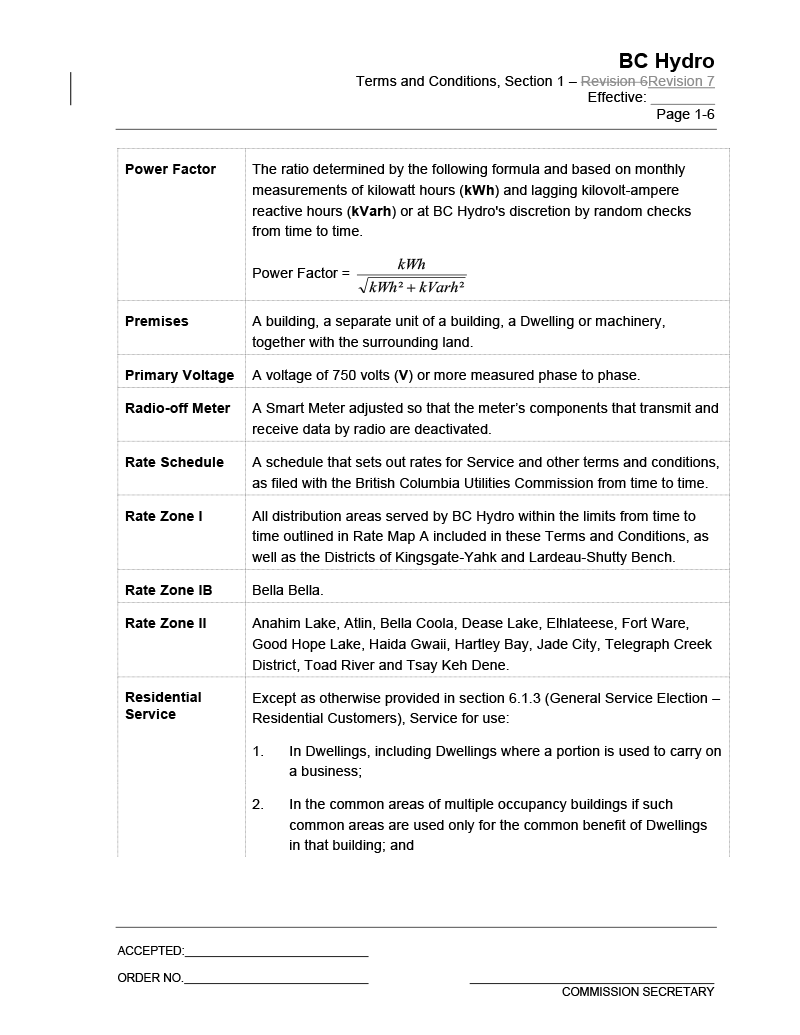 BC Hydro
Terms and Conditions, Section 1 – Revision 6Revision 7
Effective: ________
Page 1-6
Power Factor
The ratio determined by the following formula and based on monthly
measurements of kilowatt hours (kWh) and lagging kilovolt-ampere
reactive hours (kVarh) or at BC Hydro's discretion by random checks
from time to time.
Power Factor = kWh / √kWh² + kVarh²
Premises
A building, a separate unit of a building, a Dwelling or machinery,
together with the surrounding land.
Primary Voltage
A voltage of 750 volts (V) or more measured phase to phase.
Radio-off Meter
A Smart Meter adjusted so that the meter’s components that transmit and
receive data by radio are deactivated.
Rate Schedule
A schedule that sets out rates for Service and other terms and conditions,
as filed with the British Columbia Utilities Commission from time to time.
Rate Zone I
All distribution areas served by BC Hydro within the limits from time to
time outlined in Rate Map A included in these Terms and Conditions, as
well as the Districts of Kingsgate-Yahk and Lardeau-Shutty Bench.
Rate Zone IB
Bella Bella.
Rate Zone II
Anahim Lake, Atlin, Bella Coola, Dease Lake, Elhlateese, Fort Ware,
Good Hope Lake, Haida Gwaii, Hartley Bay, Jade City, Telegraph Creek
District, Toad River and Tsay Keh Dene.
Residential
Service
Except as otherwise provided in section 6.1.3 (General Service Election –
Residential Customers), Service for use:
1. In Dwellings, including Dwellings where a portion is used to carry on
a business;
2. In the common areas of multiple occupancy buildings if such
common areas are used only for the common benefit of Dwellings
in that building; and
ACCEPTED:____________________________
ORDER NO.____________________________
COMMISSION SECRETARY